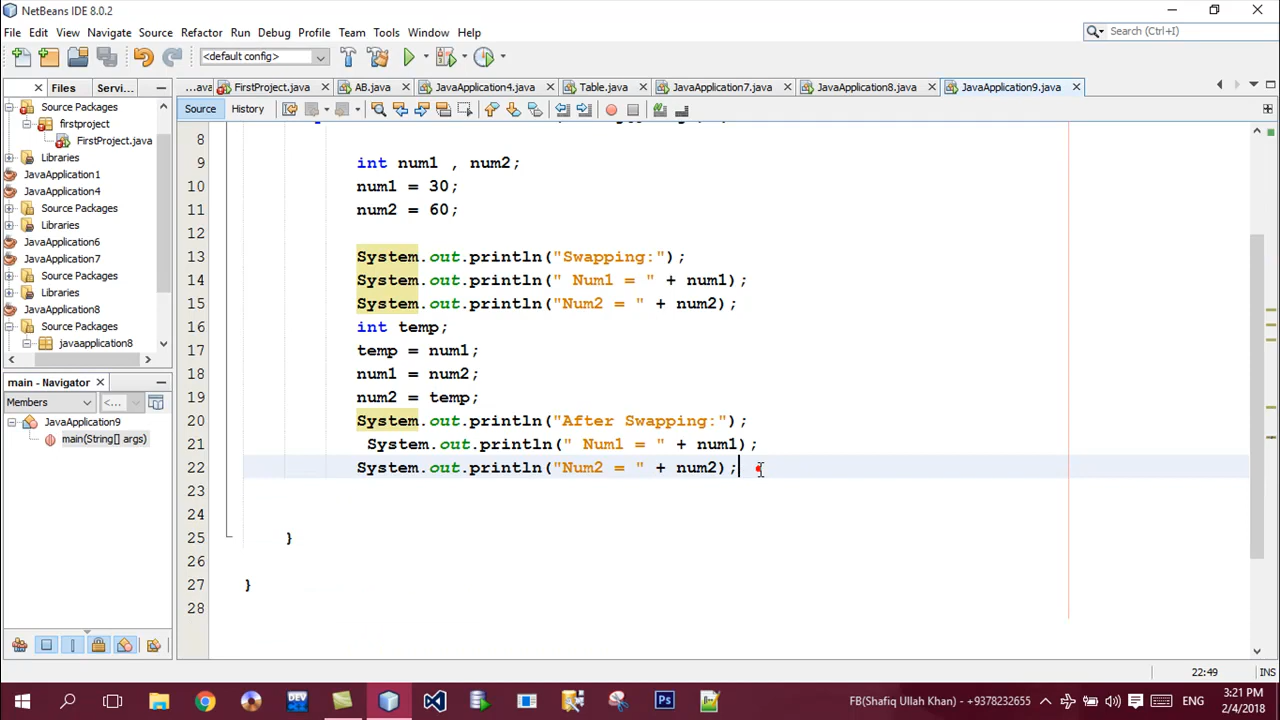 NetBeans IDE 8.0.2
File Edit View Navigate Source Refactor Run Debug Profile Team Tools Window Help
Search (Ctrl+I)
<default config>
Files Servi...
...ava FirstProject.java AB.java JavaApplication4.java Table.java JavaApplication7.java JavaApplication8.java JavaApplication9.java
Source History
Source Packages
firstproject
FirstProject.java
Libraries
JavaApplication1
JavaApplication4
Source Packages
Libraries
JavaApplication6
JavaApplication7
Source Packages
Libraries
JavaApplication8
Source Packages
javaapplication8
main - Navigator
Members <...
JavaApplication9
main(String[] args)
8
9 int num1 , num2;
10 num1 = 30;
11 num2 = 60;
12
13 System.out.println("Swapping:");
14 System.out.println(" Num1 = " + num1);
15 System.out.println("Num2 = " + num2);
16 int temp;
17 temp = num1;
18 num1 = num2;
19 num2 = temp;
20 System.out.println("After Swapping:");
21 System.out.println(" Num1 = " + num1);
22 System.out.println("Num2 = " + num2);
23
24
25 }
26
27 }
28
22:49 INS
DEV
Ps
FB(Shafiq Ullah Khan) - +9378232655
ENG
3:21 PM
2/4/2018